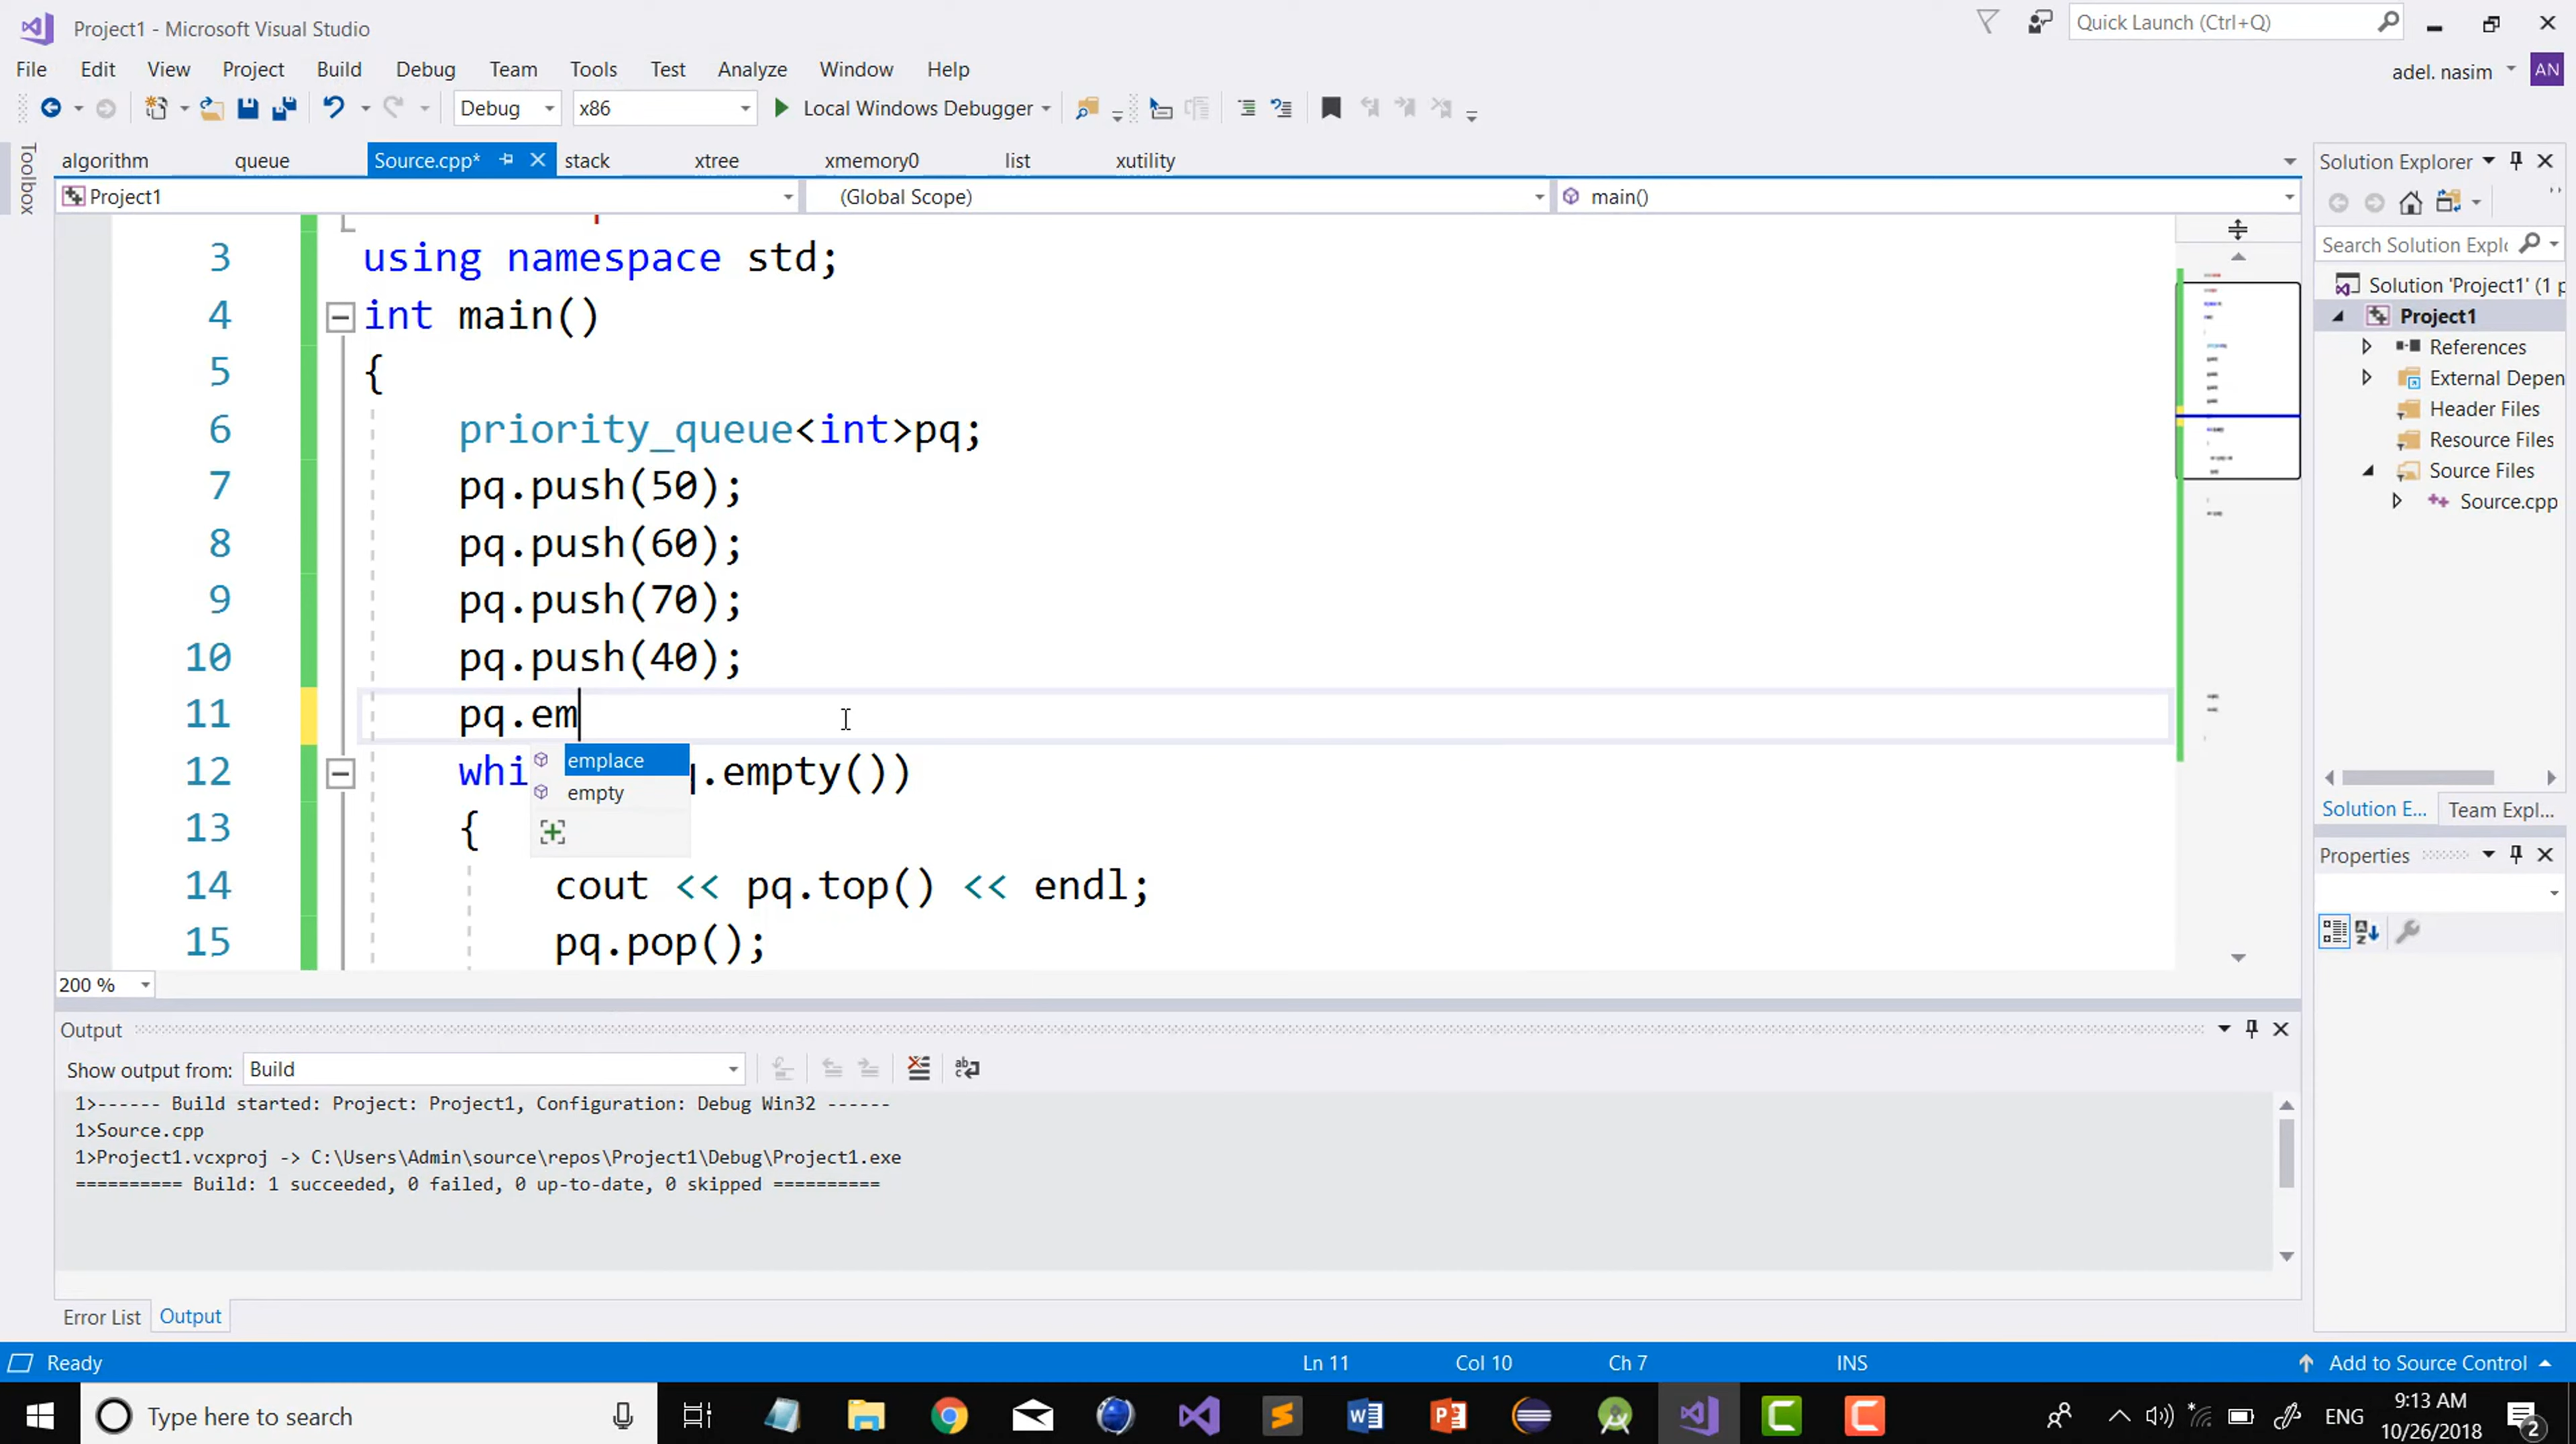 Project1 - Microsoft Visual Studio
Quick Launch (Ctrl+Q)
File Edit View Project Build Debug Team Tools Test Analyze Window Help
adel. nasim AN
Debug x86 Local Windows Debugger
Toolbox
algorithm queue Source.cpp* stack xtree xmemory0 list xutility
Project1 (Global Scope) main()
3 using namespace std;
4 int main()
5 {
6 priority_queue<int>pq;
7 pq.push(50);
8 pq.push(60);
9 pq.push(70);
10 pq.push(40);
11 pq.em
emplace
empty
12 whi q.empty())
13 {
14 cout << pq.top() << endl;
15 pq.pop();
200 %
Output
Show output from: Build
1>------ Build started: Project: Project1, Configuration: Debug Win32 ------
1>Source.cpp
1>Project1.vcxproj -> C:\Users\Admin\source\repos\Project1\Debug\Project1.exe
========== Build: 1 succeeded, 0 failed, 0 up-to-date, 0 skipped ==========
Error List Output
Solution Explorer
Search Solution Explo
Solution 'Project1' (1 p
Project1
References
External Depen
Header Files
Resource Files
Source Files
Source.cpp
Solution E... Team Expl...
Properties
Ready Ln 11 Col 10 Ch 7 INS Add to Source Control
Type here to search
ENG
9:13 AM
10/26/2018
2